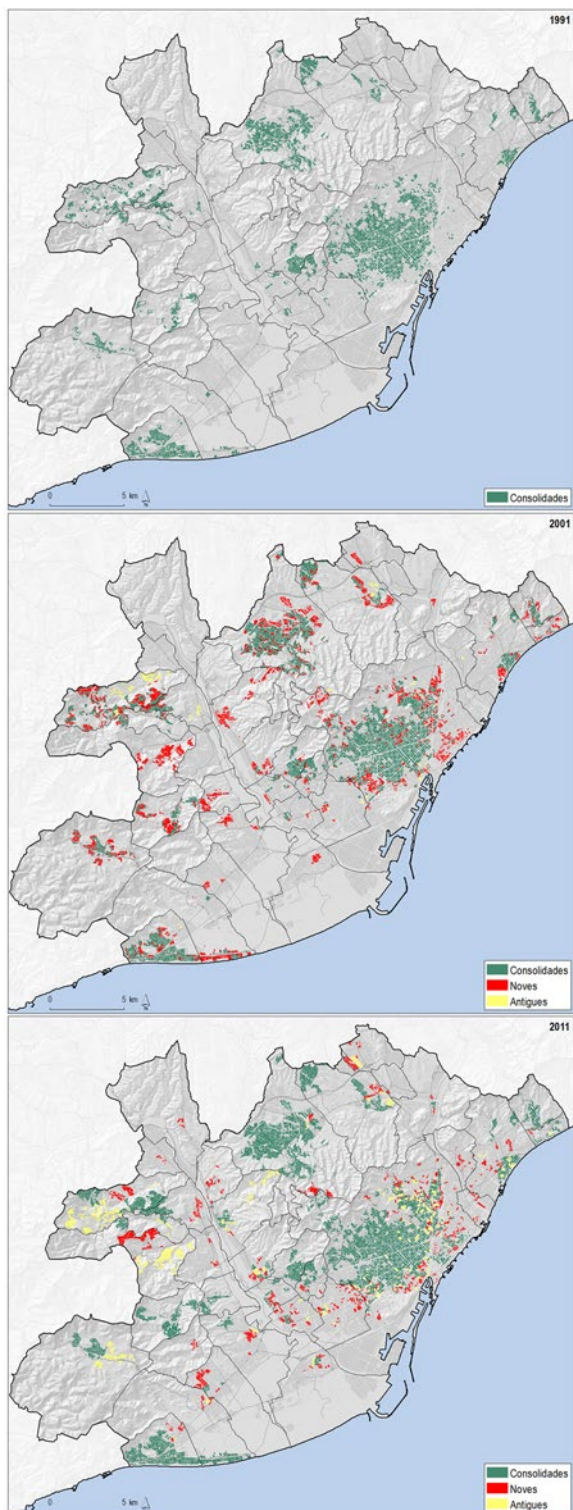 1991
0 5 km
Consolidades
2001
0 5 km
Consolidades
Noves
Antigues
2011
0 5 km
Consolidades
Noves
Antigues